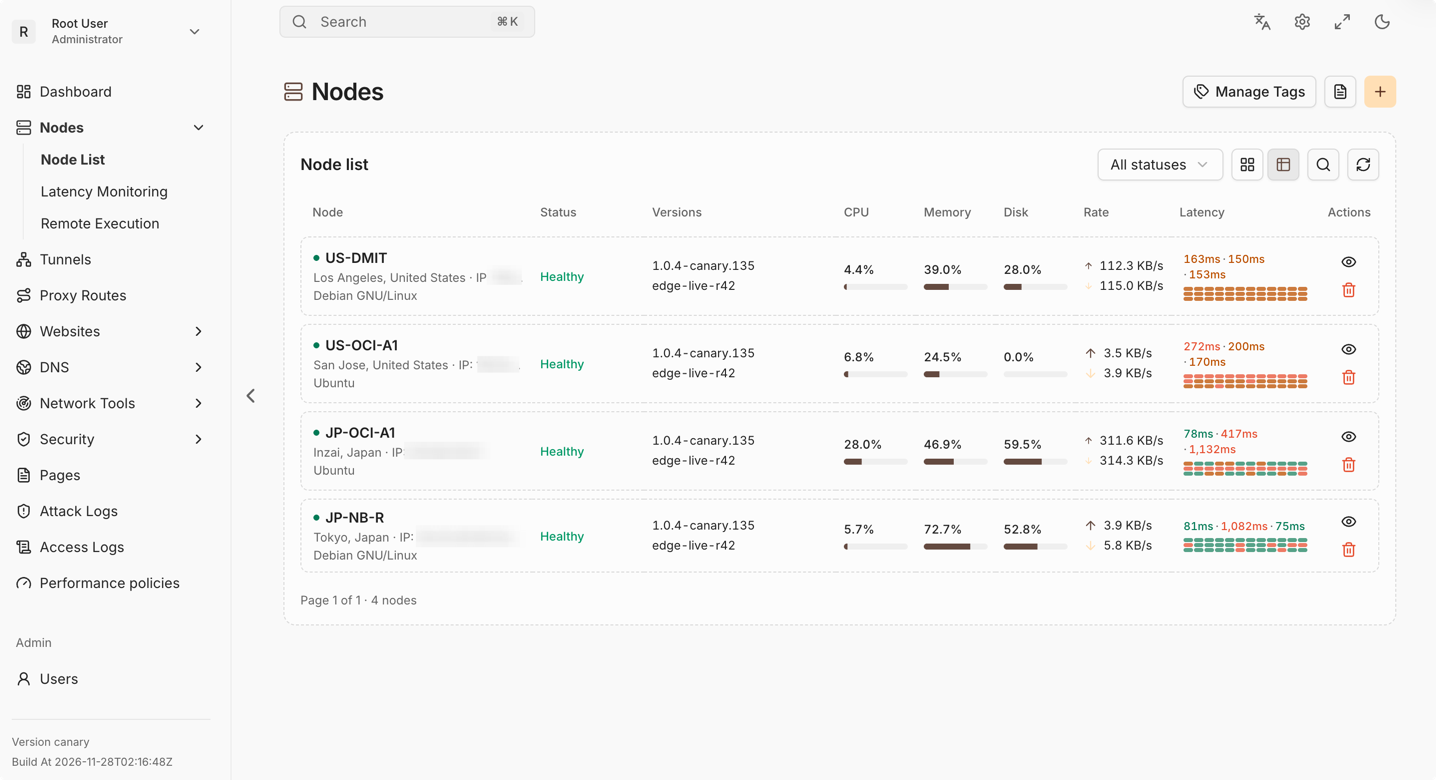 R
Root User
Administrator
Search
⌘ K
Dashboard
Nodes
Node List
Latency Monitoring
Remote Execution
Tunnels
Proxy Routes
Websites
DNS
Network Tools
Security
Pages
Attack Logs
Access Logs
Performance policies
Admin
Users
Version canary
Build At 2026-11-28T02:16:48Z
Nodes
Manage Tags
Node list
All statuses
Node Status Versions CPU Memory Disk Rate Latency Actions
US-DMIT
Los Angeles, United States · IP
Debian GNU/Linux
Healthy
1.0.4-canary.135
edge-live-r42
4.4%
39.0%
28.0%
↑ 112.3 KB/s
↓ 115.0 KB/s
163ms · 150ms
· 153ms
US-OCI-A1
San Jose, United States · IP:
Ubuntu
Healthy
1.0.4-canary.135
edge-live-r42
6.8%
24.5%
0.0%
↑ 3.5 KB/s
↓ 3.9 KB/s
272ms · 200ms
· 170ms
JP-OCI-A1
Inzai, Japan · IP
Ubuntu
Healthy
1.0.4-canary.135
edge-live-r42
28.0%
46.9%
59.5%
↑ 311.6 KB/s
↓ 314.3 KB/s
78ms · 417ms
· 1,132ms
JP-NB-R
Tokyo, Japan · IP:
Debian GNU/Linux
Healthy
1.0.4-canary.135
edge-live-r42
5.7%
72.7%
52.8%
↑ 3.9 KB/s
↓ 5.8 KB/s
81ms · 1,082ms · 75ms
Page 1 of 1 · 4 nodes